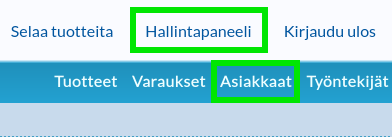 Selaa tuotteita Hallintapaneeli Kirjaudu ulos
Tuotteet Varaukset Asiakkaat Työntekijät